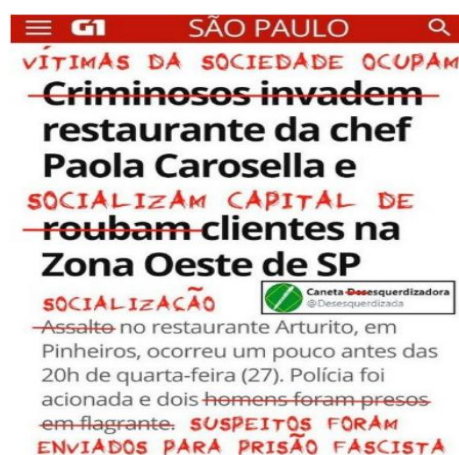 G1 SÃO PAULO
VÍTIMAS DA SOCIEDADE OCUPAM
Criminosos invadem
restaurante da chef
Paola Carosella e
SOCIALIZAM CAPITAL DE
roubam clientes na
Zona Oeste de SP
SOCIALIZAÇÃO
Caneta Desesquerdizadora
@Desesquerdizada
Assalto no restaurante Arturito, em
Pinheiros, ocorreu um pouco antes das
20h de quarta-feira (27). Polícia foi
acionada e dois homens foram presos
em flagrante. SUSPEITOS FORAM
ENVIADOS PARA PRISÃO FASCISTA